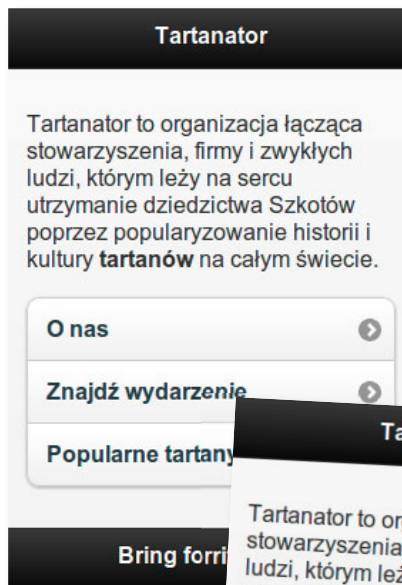 Tartanator
Tartanator to organizacja łącząca
stowarzyszenia, firmy i zwykłych
ludzi, którym leży na sercu
utrzymanie dziedzictwa Szkotów
poprzez popularyzowanie historii i
kultury tartanów na całym świecie.
O nas
Znajdź wydarzenie
Popularne tartany
Bring
Tartanator to
stowarzyszenia
ludzi, którym